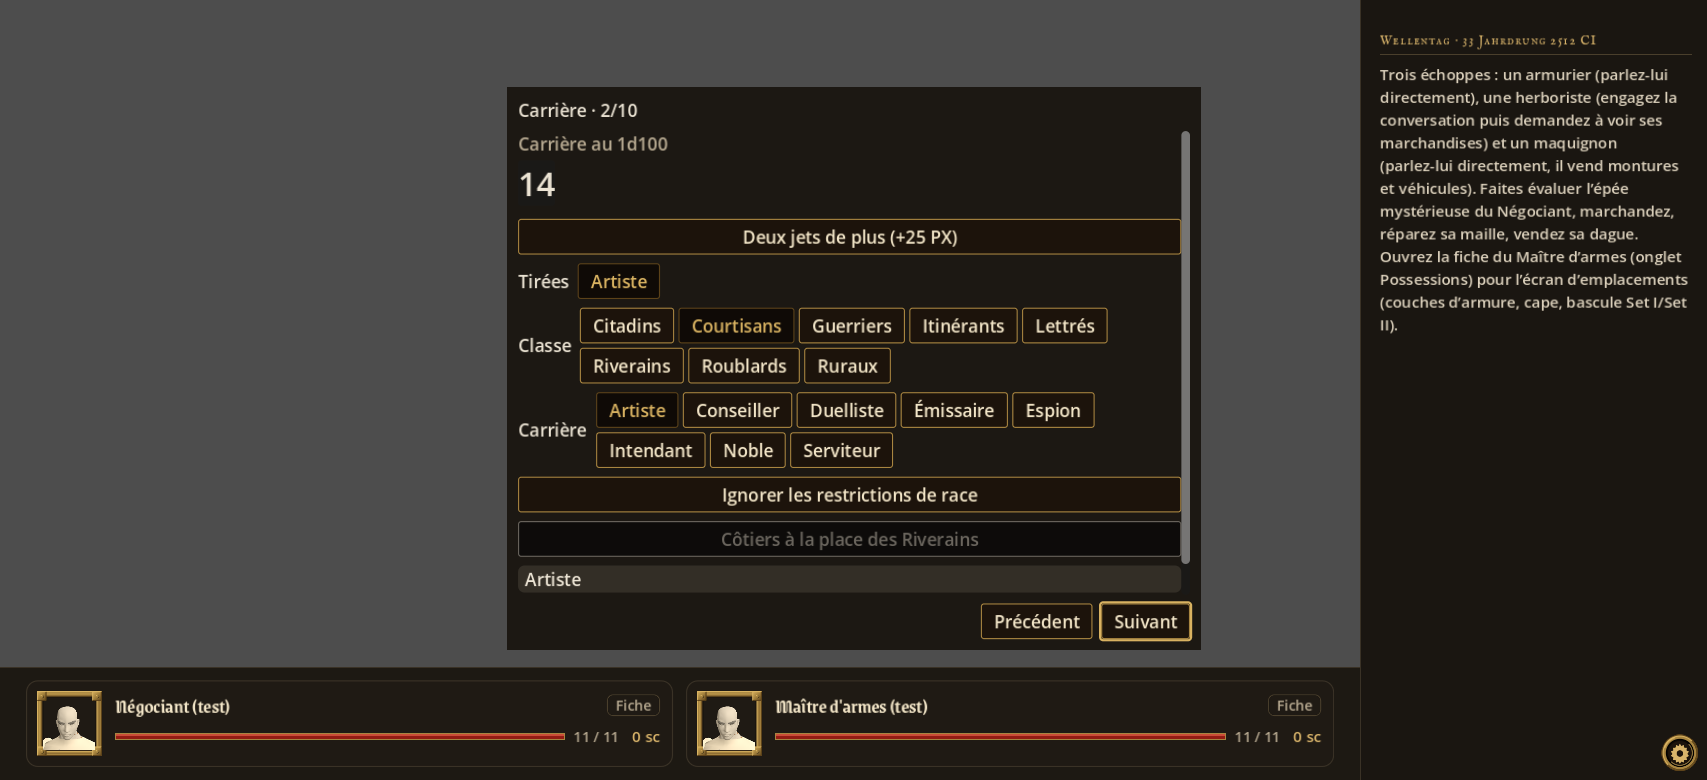 Wellentag · 33 Jahrdrung 2512 CI
Trois échoppes : un armurier (parlez-lui
directement), une herboriste (engagez la
conversation puis demandez à voir ses
marchandises) et un maquignon
(parlez-lui directement, il vend montures
et véhicules). Faites évaluer l'épée
mystérieuse du Négociant, marchandez,
réparez sa maille, vendez sa dague.
Ouvrez la fiche du Maître d'armes (onglet
Possessions) pour l'écran d'emplacements
(couches d'armure, cape, bascule Set I/Set
II).
Carrière · 2/10
Carrière au 1d100
14
Deux jets de plus (+25 PX)
Tirées Artiste
Classe Citadins Courtisans Guerriers Itinérants Lettrés
Riverains Roublards Ruraux
Carrière Artiste Conseiller Duelliste Émissaire Espion
Intendant Noble Serviteur
Ignorer les restrictions de race
Côtiers à la place des Riverains
Artiste
Précédent Suivant
Négociant (test) Fiche
11 / 11 0 sc
Maître d'armes (test) Fiche
11 / 11 0 sc